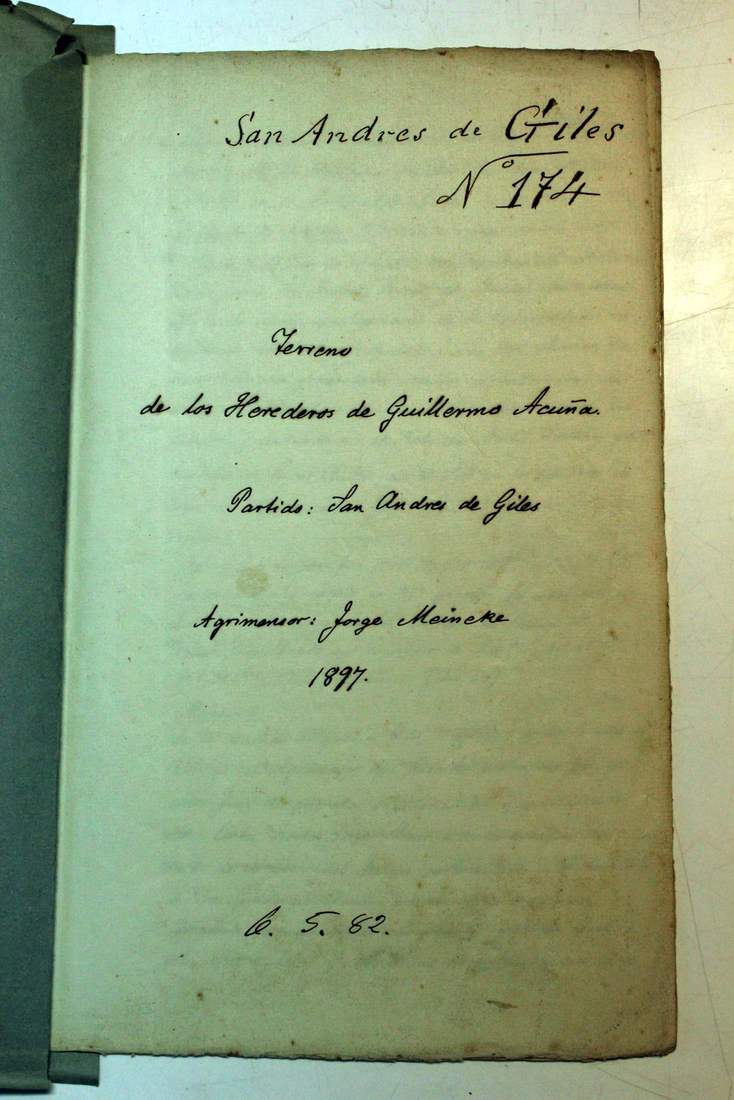 San Andres de Giles
Nº 174
Terreno
de los Herederos de Guillermo Acuña.
Partido: San Andres de Giles
Agrimensor: Jorge Meincke
1897.
5. 82.